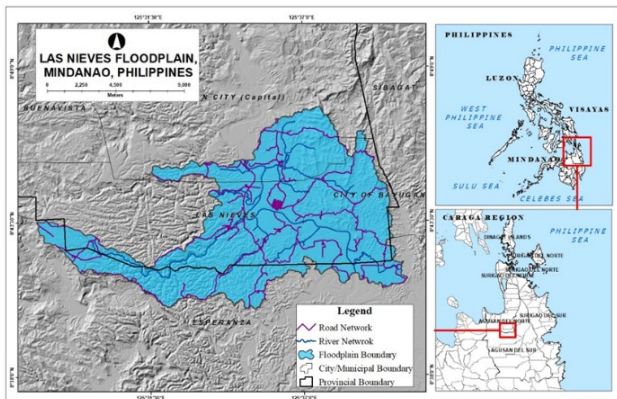 LAS NIEVES FLOODPLAIN,
MINDANAO, PHILIPPINES
0 2,250 4,500 9,000
Meters
BUENAVISTA
N CITY (Capital)
SIBAGAT
CITY OF BAYUGAN
LAS NIEVES
ESPERANZA
Legend
Road Network
River Netwrok
Floodplain Boundary
City/Municipal Boundary
Provincial Boundary
PHILIPPINES
PHILIPPINE
SEA
LUZON
WEST
PHILIPPINE
SEA
VISAYAS
MINDANAO
SULU SEA
CELEBES SEA
CARAGA REGION
PHILIPPINE
SEA
DINAGAT ISLANDS
SURIGAO DEL NORTE
SURIGAO DEL SUR
AGUSAN DEL NORTE
AGUSAN DEL SUR